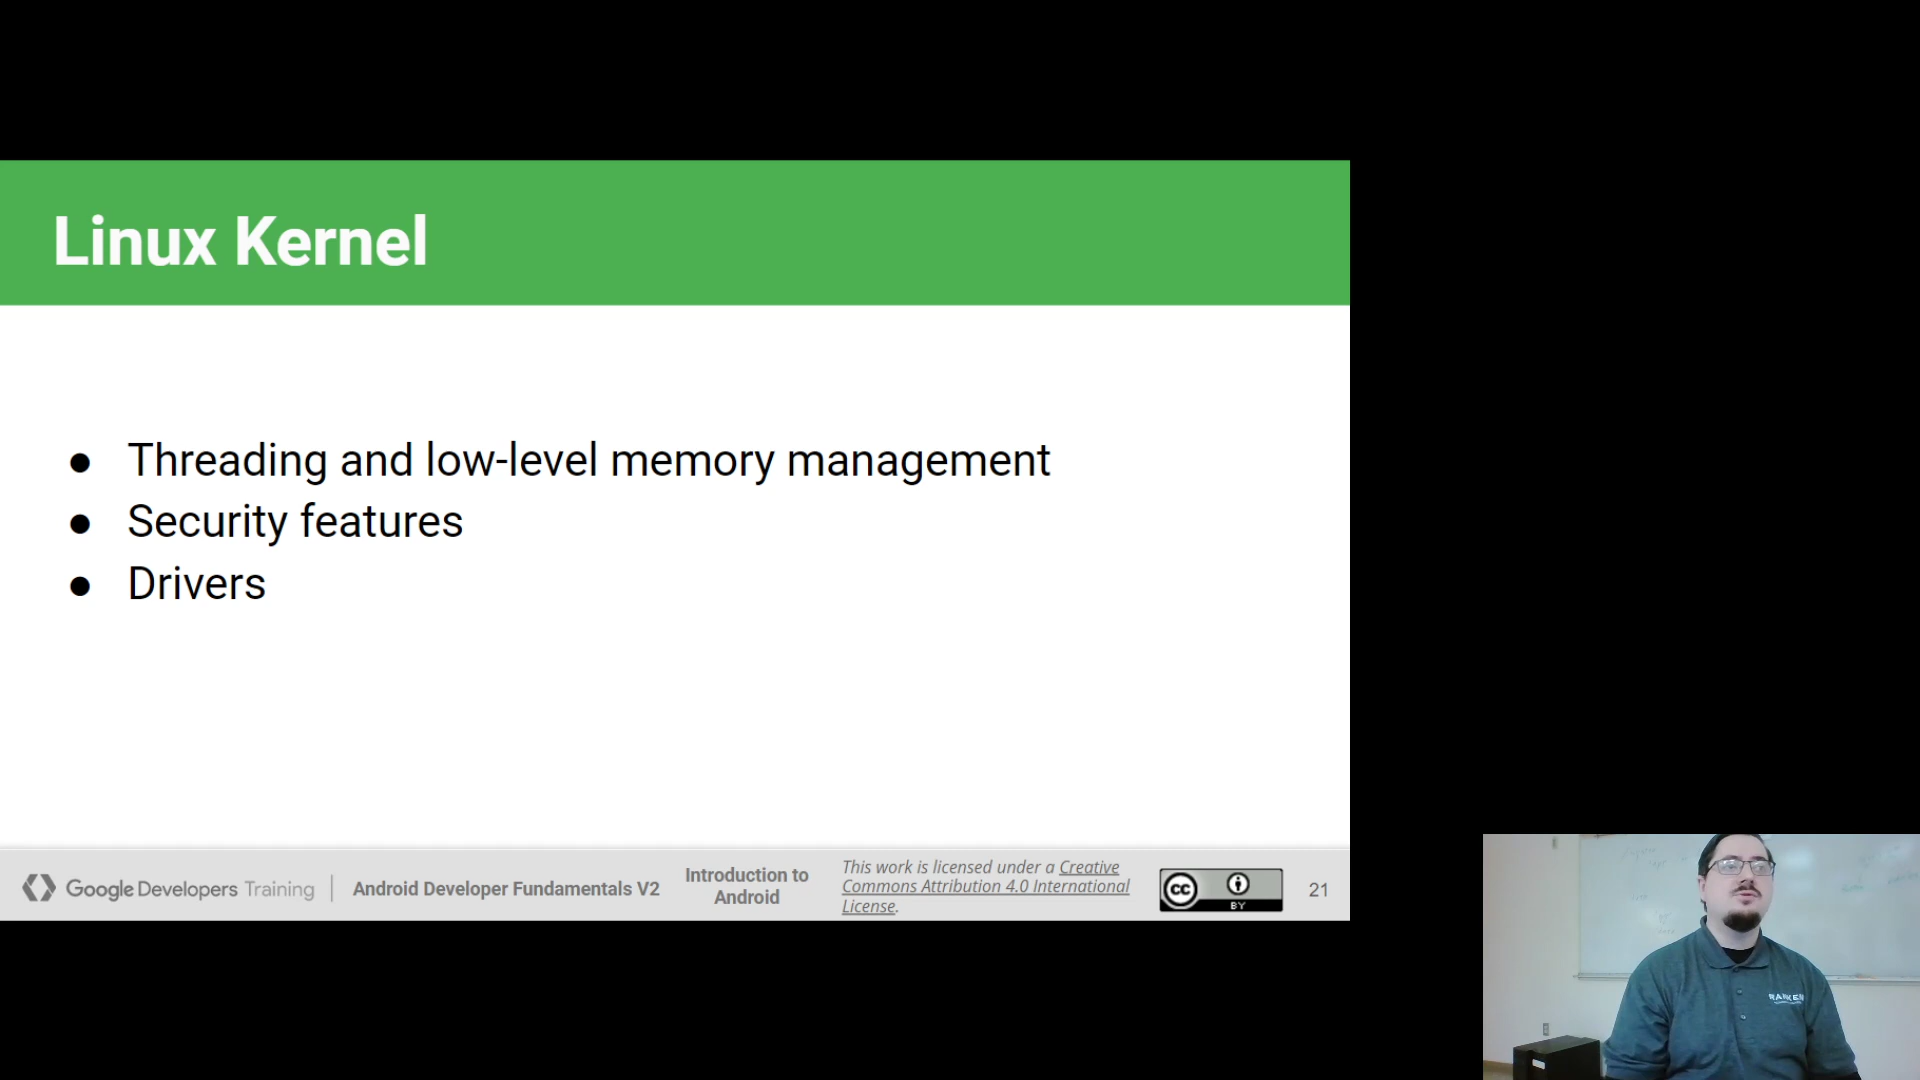 Linux Kernel
● Threading and low-level memory management
● Security features
● Drivers
Google Developers Training
Android Developer Fundamentals V2
Introduction to
Android
This work is licensed under a Creative
Commons Attribution 4.0 International
License.
cc
BY
21